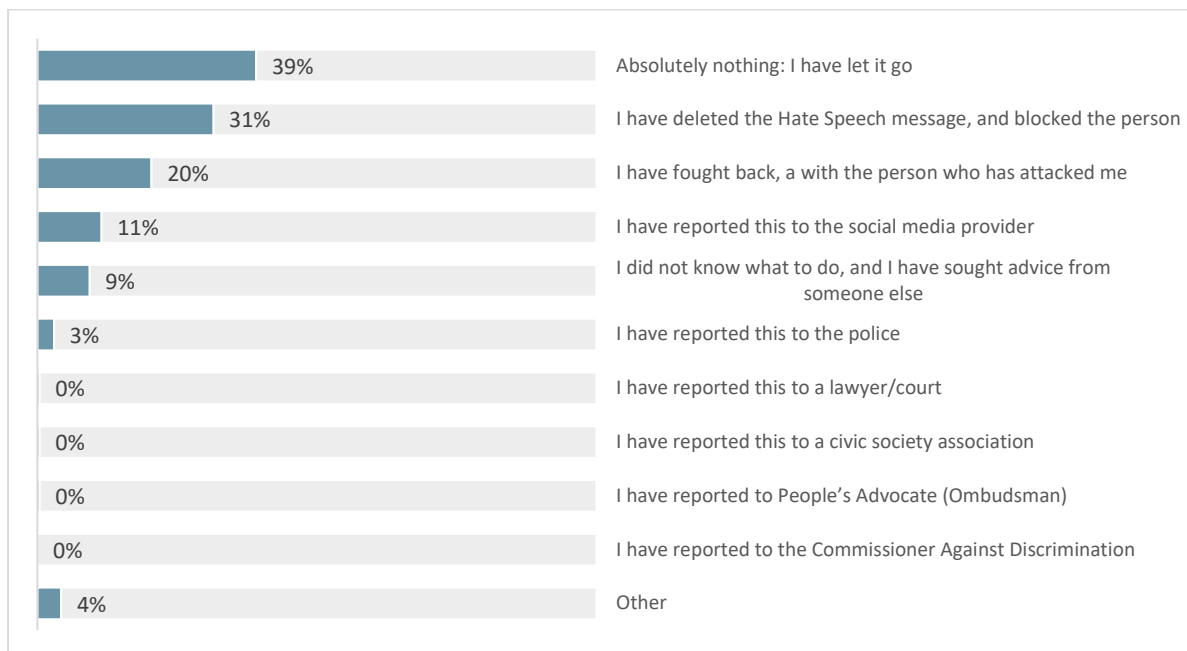 39% Absolutely nothing: I have let it go
31% I have deleted the Hate Speech message, and blocked the person
20% I have fought back, a with the person who has attacked me
11% I have reported this to the social media provider
9% I did not know what to do, and I have sought advice from
someone else
3% I have reported this to the police
0% I have reported this to a lawyer/court
0% I have reported this to a civic society association
0% I have reported to People’s Advocate (Ombudsman)
0% I have reported to the Commissioner Against Discrimination
4% Other